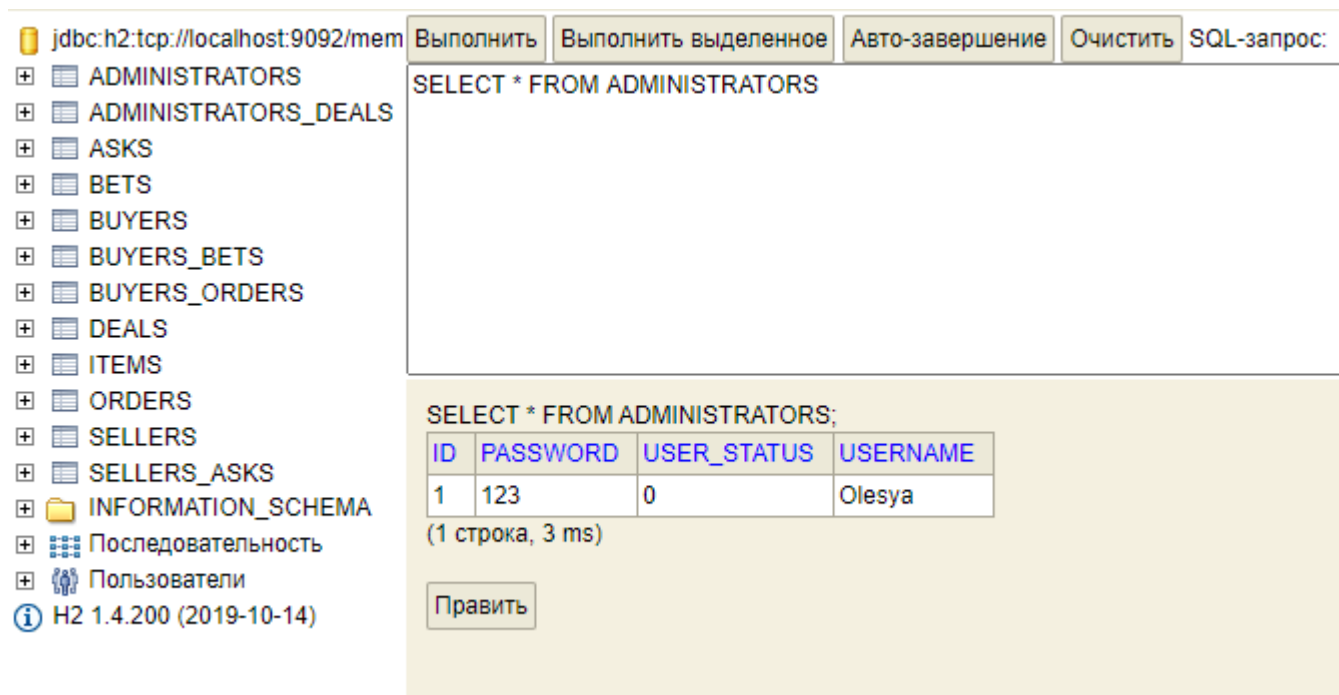 jdbc:h2:tcp://localhost:9092/mem
Выполнить Выполнить выделенное Авто-завершение Очистить SQL-запрос:
ADMINISTRATORS
ADMINISTRATORS_DEALS
ASKS
BETS
BUYERS
BUYERS_BETS
BUYERS_ORDERS
DEALS
ITEMS
ORDERS
SELLERS
SELLERS_ASKS
INFORMATION_SCHEMA
Последовательность
Пользователи
H2 1.4.200 (2019-10-14)
SELECT * FROM ADMINISTRATORS
SELECT * FROM ADMINISTRATORS;
ID PASSWORD USER_STATUS USERNAME
1 123 0 Olesya
(1 строка, 3 ms)
Править